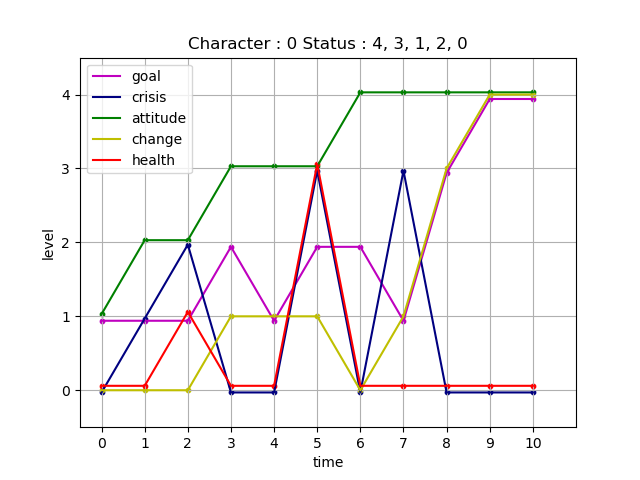 Character : 0 Status : 4, 3, 1, 2, 0
goal
crisis
attitude
change
health
level
4
3
2
1
0
0 1 2 3 4 5 6 7 8 9 10
time